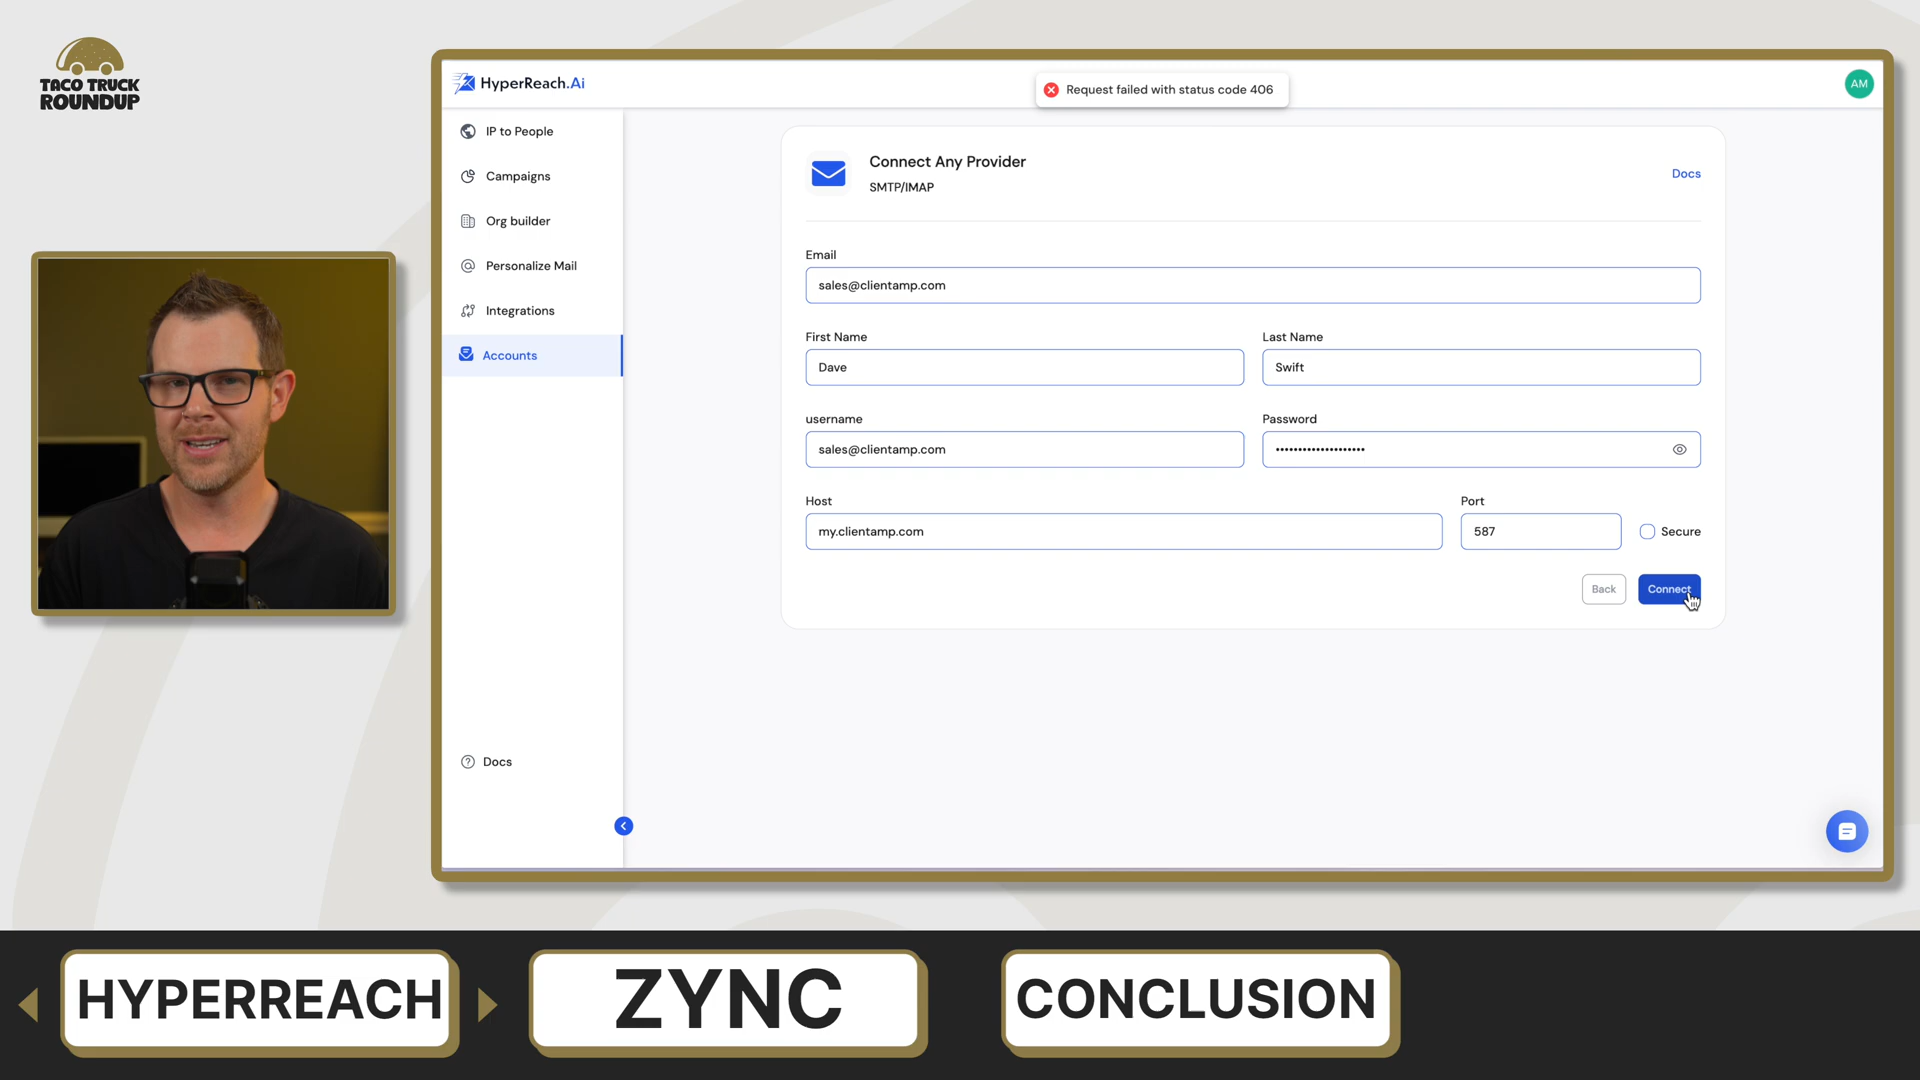 TACO TRUCK
ROUNDUP
HyperReach.Ai
Request failed with status code 406
AM
IP to People
Campaigns
Org builder
Personalize Mail
Integrations
Accounts
Docs
Connect Any Provider
SMTP/IMAP
Docs
Email
sales@clientamp.com
First Name
Last Name
Dave
Swift
username
Password
sales@clientamp.com
••••••••••••••••••••
Host
Port
my.clientamp.com
587
Secure
Back
Connect
HYPERREACH
ZYNC
CONCLUSION